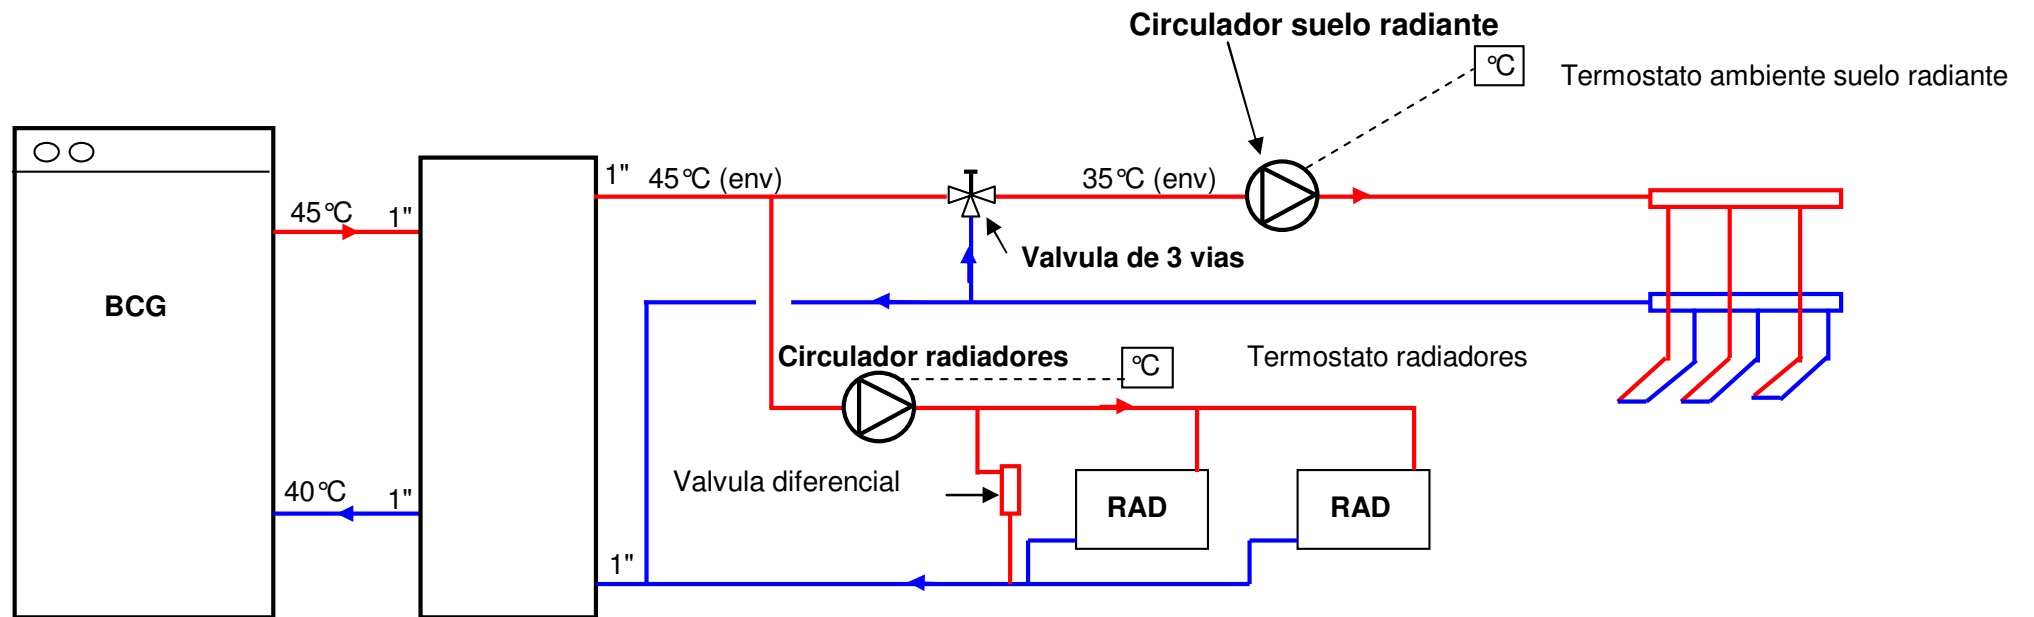 Circulador suelo radiante
°C
Termostato ambiente suelo radiante
1"
45°C (env)
35°C (env)
45°C
1"
Valvula de 3 vias
BCG
Circulador radiadores
°C
Termostato radiadores
Valvula diferencial
40°C
1"
RAD
RAD
1"